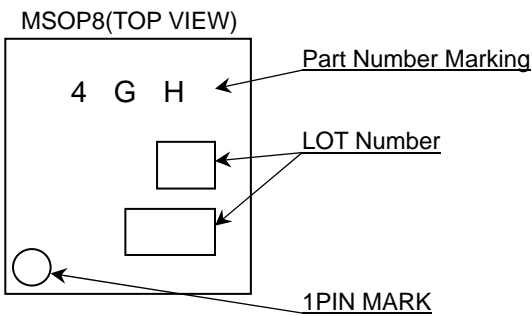 MSOP8(TOP VIEW)
Part Number Marking
4 G H
LOT Number
1PIN MARK